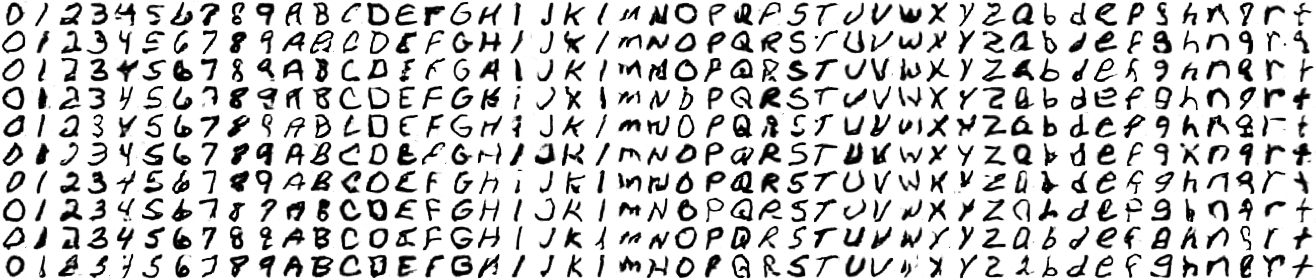 0 1 2 3 4 5 6 7 8 9 A B C D E F G H I J K l m N O P Q P S T U V W X Y Z a b d e p g h n q r t
0 1 2 3 4 5 6 7 8 9 A B C D E F G H I J K l m N O P Q R S T U V W X Y Z a b d e f g h n q r t
0 1 2 3 4 5 6 7 8 9 A B C D E F G A I J K l m N O P Q R S T U V W X Y Z a b d e f g h n q r t
0 1 2 3 4 5 6 7 8 9 A B C D E F G H i J X l m N D P Q R S T U V W X Y Z a b d e f g h n q r t
0 1 2 3 4 5 6 7 8 9 A B C D E F G H I J K l m N O P Q R S T U V W X Y Z a b d e f g h n q r t
0 1 2 3 4 5 6 7 8 9 A B C D E F G H I J K l m N O P Q R S T U V W X Y Z a b d e f g x n q r t
0 1 2 3 4 5 6 7 8 9 A B C D E F G H i J K l m N O P Q R S T U V W X Y Z a b d e f g h n q r t
0 1 2 3 4 5 6 7 8 9 A B C D E F G H I J K l m N O P Q R S T U V W X Y Z a b d e f g h n q r t
0 1 2 3 4 5 6 7 8 9 A B C D E F G H I J K l m N O P D R S T U V W X Y Z a b d e f g h n q r t
0 1 2 3 4 5 6 7 8 9 A B C D E F G H I J K l m N O P Q R S T U V W X Y Z a b d e f g h n q r t